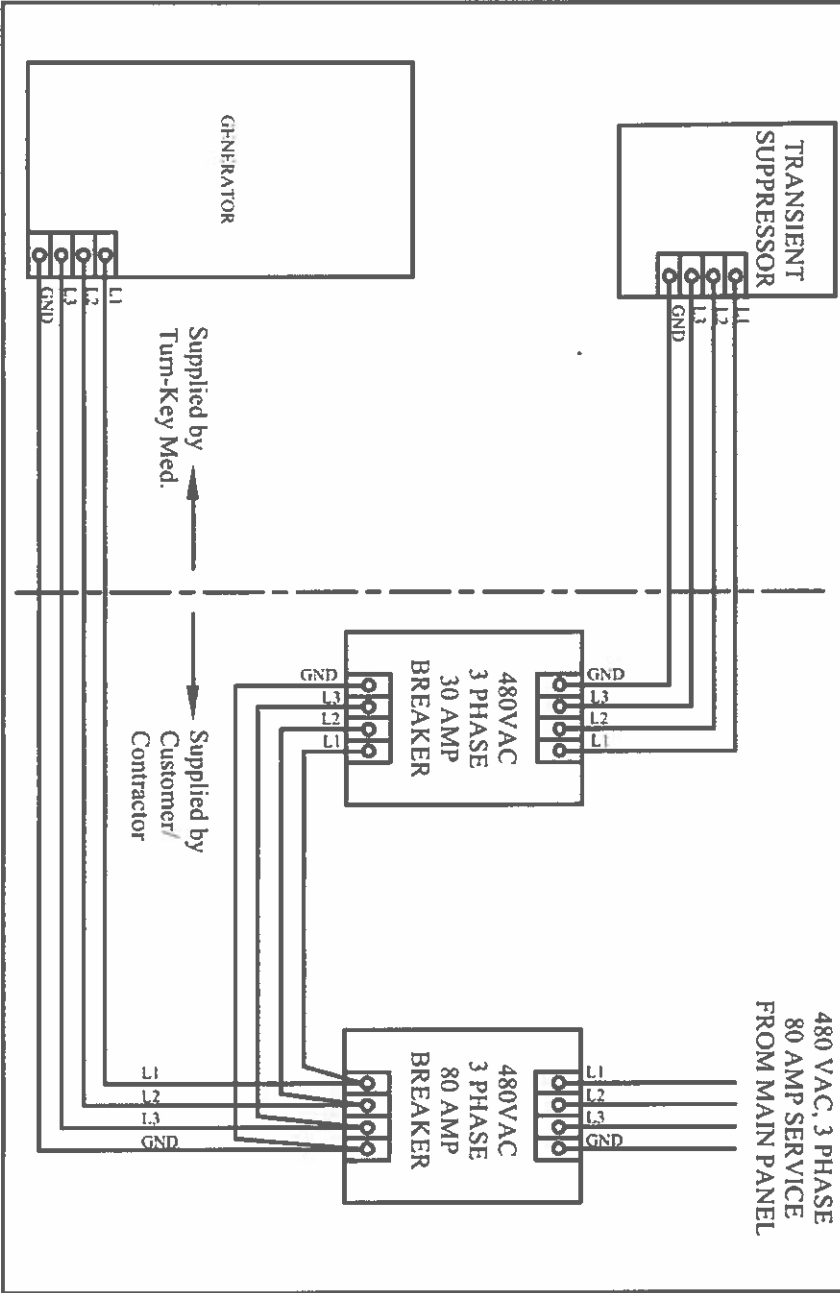 480 VAC, 3 PHASE
80 AMP SERVICE
FROM MAIN PANEL
TRANSIENT
SUPPRESSOR
L1
L2
L3
GND
GND
L3
L2
L1
480VAC
3 PHASE
30 AMP
BREAKER
GND
L3
L2
L1
L1
L2
L3
GND
480VAC
3 PHASE
80 AMP
BREAKER
L1
L2
L3
GND
GENERATOR
L1
L2
L3
GND
Supplied by
Turn-Key Med.
Supplied by
Customer/
Contractor